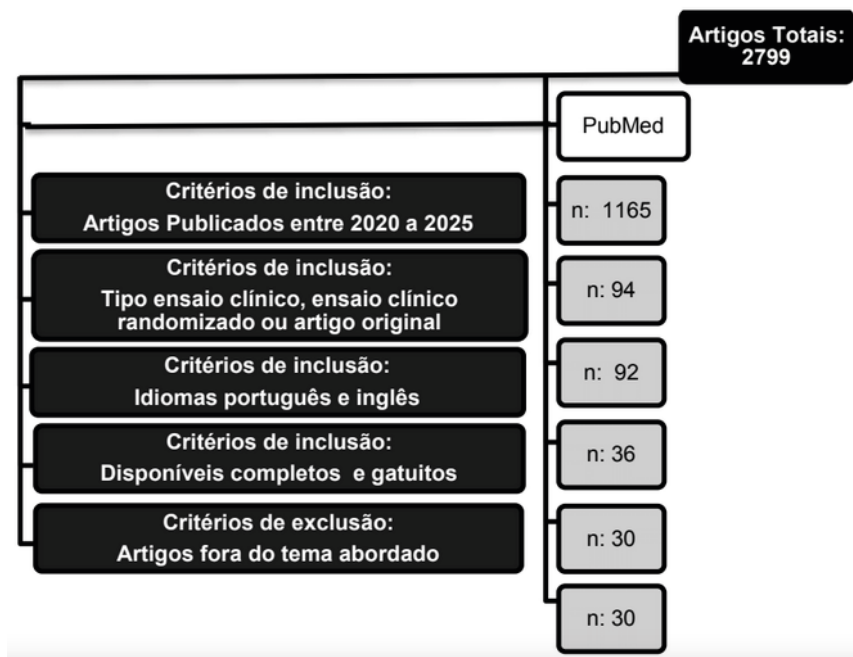 Artigos Totais:
2799
PubMed
Critérios de inclusão:
Artigos Publicados entre 2020 a 2025
n: 1165
Critérios de inclusão:
Tipo ensaio clínico, ensaio clínico
randomizado ou artigo original
n: 94
Critérios de inclusão:
Idiomas português e inglês
n: 92
Critérios de inclusão:
Disponíveis completos e gatuitos
n: 36
Critérios de exclusão:
Artigos fora do tema abordado
n: 30
n: 30